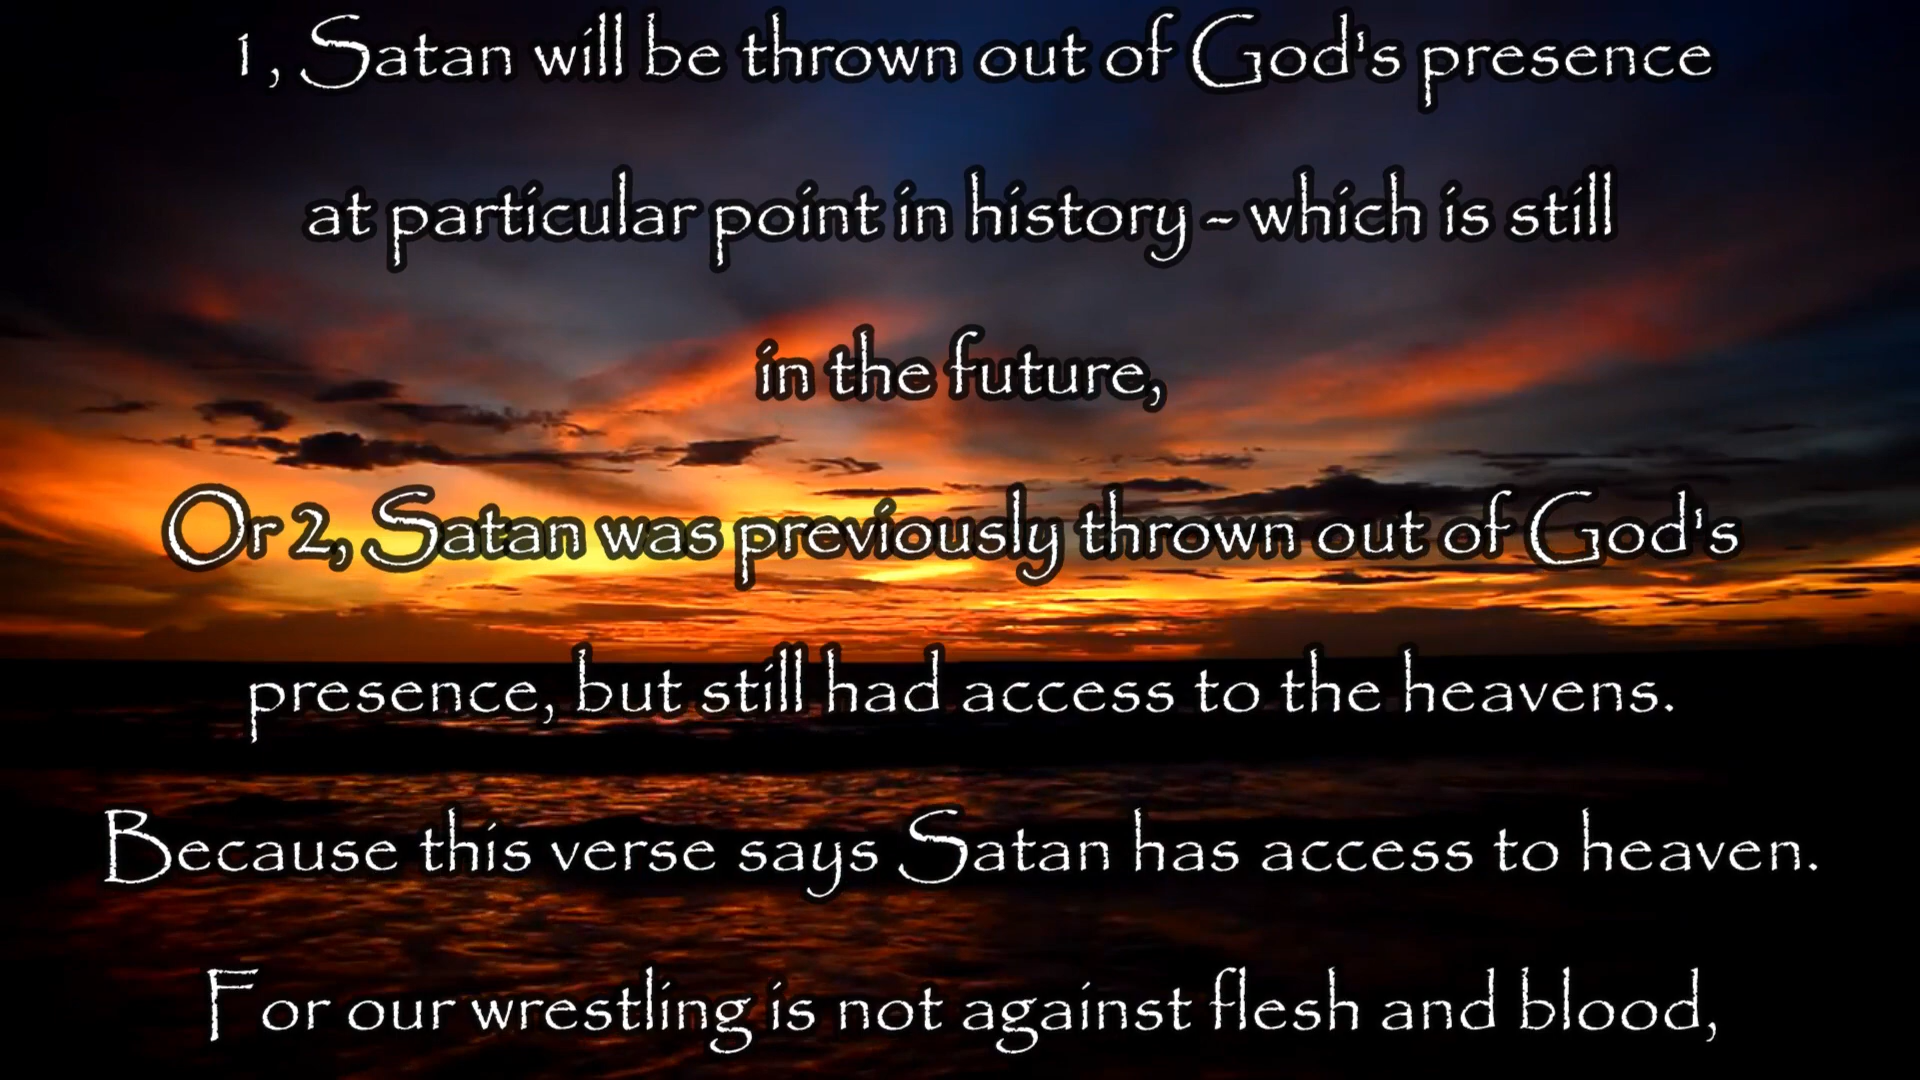 1, Satan will be thrown out of God's presence
at particular point in history - which is still
in the future,
Or 2, Satan was previously thrown out of God's
presence, but still had access to the heavens.
Because this verse says Satan has access to heaven.
For our wrestling is not against flesh and blood,